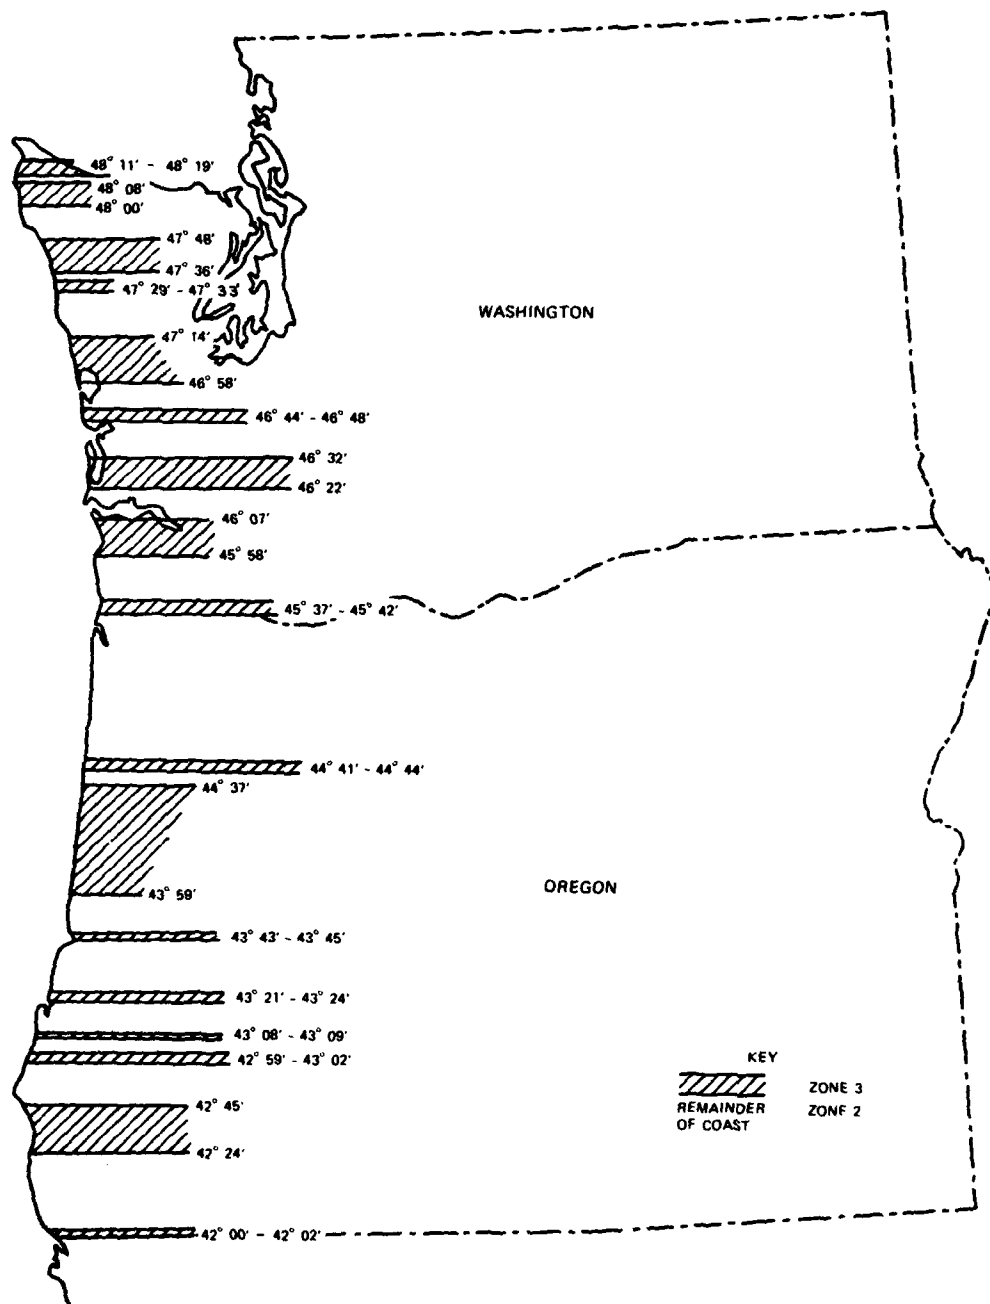 48° 11' - 48° 19'
48° 08'
48° 00'
47° 48'
47° 36'
47° 29' - 47° 33'
WASHINGTON
47° 14'
46° 58'
46° 44' - 46° 48'
46° 32'
46° 22'
46° 07'
45° 58'
45° 37' - 45° 42'
44° 41' - 44° 44'
44° 37'
OREGON
43° 59'
43° 43' - 43° 45'
43° 21' - 43° 24'
43° 08' - 43° 09'
42° 59' - 43° 02'
KEY
ZONE 3
REMAINDER ZONE 2
OF COAST
42° 45'
42° 24'
42° 00' - 42° 02'